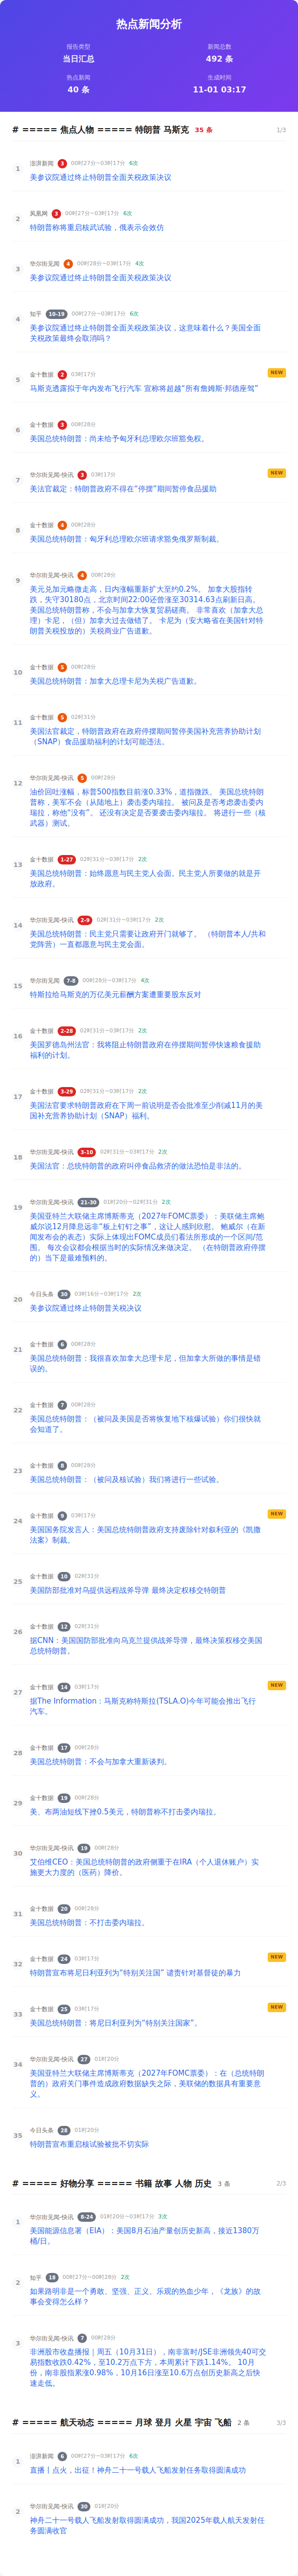 热点新闻分析
报告类型
新闻总数
当日汇总
492 条
热点新闻
生成时间
40 条
11-01 03:17
# ===== 焦点人物 ===== 特朗普 马斯克 35 条 1/3
1
澎湃新闻 3 00时27分~03时17分 6次
美参议院通过终止特朗普全面关税政策决议
2
凤凰网 3 00时27分~03时17分 6次
特朗普称将重启核武试验，俄表示会效仿
3
华尔街见闻 4 00时28分~03时17分 4次
美参议院通过终止特朗普全面关税政策决议
4
知乎 10-19 00时27分~03时17分 6次
美参议院通过终止特朗普全面关税政策决议，这意味着什么？美国全面
关税政策最终会取消吗？
5
金十数据 2 03时17分
NEW
马斯克透露拟于年内发布飞行汽车 宣称将超越“所有詹姆斯·邦德座驾”
6
金十数据 3 00时28分
美国总统特朗普：尚未给予匈牙利总理欧尔班豁免权。
7
华尔街见闻-快讯 3 03时17分
NEW
美法官裁定：特朗普政府不得在“停摆”期间暂停食品援助
8
金十数据 4 00时28分
美国总统特朗普：匈牙利总理欧尔班请求豁免俄罗斯制裁。
9
华尔街见闻-快讯 4 00时28分
美元兑加元略微走高，日内涨幅重新扩大至约0.2%。 加拿大股指转
跌，失守30180点，北京时间22:00还曾涨至30314.63点刷新日高。
美国总统特朗普称，不会与加拿大恢复贸易磋商。 非常喜欢（加拿大总
理）卡尼，（但）加拿大过去做错了。 卡尼为（安大略省在美国针对特
朗普关税投放的）关税商业广告道歉。
10
金十数据 5 00时28分
美国总统特朗普：加拿大总理卡尼为关税广告道歉。
11
金十数据 5 02时31分
美国法官裁定，特朗普政府在政府停摆期间暂停美国补充营养协助计划
（SNAP）食品援助福利的计划可能违法。
12
华尔街见闻-快讯 5 00时28分
油价回吐涨幅，标普500指数目前涨0.33%，道指微跌。 美国总统特朗
普称，美军不会（从陆地上）袭击委内瑞拉。 被问及是否考虑袭击委内
瑞拉，称他“没有”。 还没有决定是否要袭击委内瑞拉。 将进行一些（核
武器）测试。
13
金十数据 1-27 02时31分~03时17分 2次
美国总统特朗普：始终愿意与民主党人会面。民主党人所要做的就是开
放政府。
14
华尔街见闻-快讯 2-9 02时31分~03时17分 2次
美国总统特朗普：民主党只需要让政府开门就够了。 （特朗普本人/共和
党阵营）一直都愿意与民主党会面。
15
华尔街见闻 7-8 00时28分~03时17分 4次
特斯拉给马斯克的万亿美元薪酬方案遭重要股东反对
16
金十数据 2-28 02时31分~03时17分 2次
美国罗德岛州法官：我将阻止特朗普政府在停摆期间暂停快速粮食援助
福利的计划。
17
金十数据 3-29 02时31分~03时17分 2次
美国法官要求特朗普政府在下周一前说明是否会批准至少削减11月的美
国补充营养协助计划（SNAP）福利。
18
华尔街见闻-快讯 3-10 02时31分~03时17分 2次
美国法官：总统特朗普的政府叫停食品救济的做法恐怕是非法的。
19
华尔街见闻-快讯 21-30 01时20分~02时31分 2次
美国亚特兰大联储主席博斯蒂克（2027年FOMC票委）：美联储主席鲍
威尔说12月降息远非“板上钉钉之事”，这让人感到欣慰。 鲍威尔（在新
闻发布会的表态）实际上体现出FOMC成员们看法所形成的一个区间/范
围。 每次会议都会根据当时的实际情况来做决定。 （在特朗普政府停摆
的）当下是最难预料的。
20
今日头条 30 03时16分~03时17分 2次
美参议院通过终止特朗普关税决议
21
金十数据 6 00时28分
美国总统特朗普：我很喜欢加拿大总理卡尼，但加拿大所做的事情是错
误的。
22
金十数据 7 00时28分
美国总统特朗普：（被问及美国是否将恢复地下核爆试验）你们很快就
会知道了。
23
金十数据 8 00时28分
美国总统特朗普：（被问及核试验）我们将进行一些试验。
24
金十数据 9 03时17分
NEW
美国国务院发言人：美国总统特朗普政府支持废除针对叙利亚的《凯撒
法案》制裁。
25
金十数据 10 02时31分
美国防部批准对乌提供远程战斧导弹 最终决定权移交特朗普
26
金十数据 12 02时31分
据CNN：美国国防部批准向乌克兰提供战斧导弹，最终决策权移交美国
总统特朗普。
27
金十数据 14 03时17分
NEW
据The Information：马斯克称特斯拉(TSLA.O)今年可能会推出飞行
汽车。
28
金十数据 17 00时28分
美国总统特朗普：不会与加拿大重新谈判。
29
金十数据 19 00时28分
美、布两油短线下挫0.5美元，特朗普称不打击委内瑞拉。
30
华尔街见闻-快讯 19 00时28分
艾伯维CEO：美国总统特朗普的政府侧重于在IRA（个人退休账户）实
施更大力度的（医药）降价。
31
金十数据 20 00时28分
美国总统特朗普：不打击委内瑞拉。
32
金十数据 24 03时17分
NEW
特朗普宣布将尼日利亚列为“特别关注国” 谴责针对基督徒的暴力
33
金十数据 25 03时17分
NEW
美国总统特朗普：将尼日利亚列为“特别关注国家”。
34
华尔街见闻-快讯 27 01时20分
美国亚特兰大联储主席博斯蒂克（2027年FOMC票委）：在（总统特朗
普的）政府关门事件造成政府数据缺失之际，美联储的数据具有重要意
义。
35
今日头条 28 01时20分
特朗普宣布重启核试验被批不切实际
# ===== 好物分享 ===== 书籍 故事 人物 历史 3 条 2/3
1
华尔街见闻-快讯 8-24 01时20分~03时17分 3次
美国能源信息署（EIA）：美国8月石油产量创历史新高，接近1380万
桶/日。
2
知乎 18 00时27分~00时28分 2次
如果路明非是一个勇敢、坚强、正义、乐观的热血少年，《龙族》的故
事会变得怎么样？
3
华尔街见闻-快讯 7 00时28分
非洲股市收盘播报｜周五（10月31日），南非富时/JSE非洲领先40可交
易指数收跌0.42%，至10.2万点下方，本周累计下跌1.14%。 10月
份，南非股指累涨0.98%，10月16日涨至10.6万点创历史新高之后快
速走低。
# ===== 航天动态 ===== 月球 登月 火星 宇宙 飞船 2 条 3/3
1
澎湃新闻 6 00时27分~03时17分 6次
直播丨点火，出征！神舟二十一号载人飞船发射任务取得圆满成功
2
华尔街见闻-快讯 30 01时20分
神舟二十一号载人飞船发射取得圆满成功，我国2025年载人航天发射任
务圆满收官